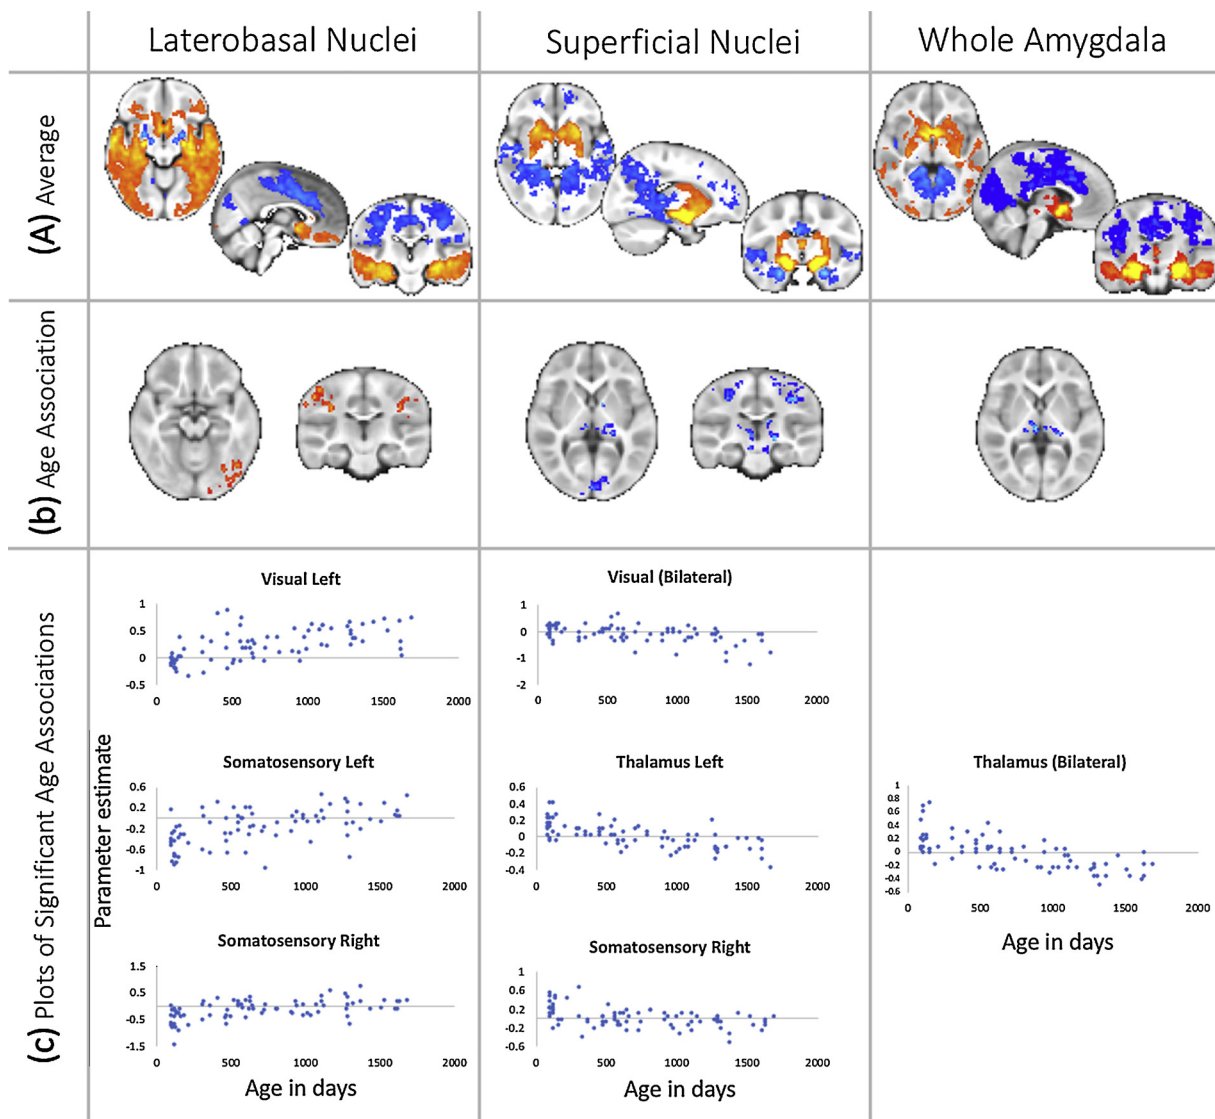 Laterobasal Nuclei
Superficial Nuclei
Whole Amygdala
(A) Average
(b) Age Association
(c) Plots of Significant Age Associations
Parameter estimate
Visual Left
1
0.5
0
-0.5
0 500 1000 1500 2000
Somatosensory Left
0.6
0.2
-0.2
-0.6
-1
0 500 1000 1500 2000
Somatosensory Right
1.5
0.5
-0.5
-1.5
0 500 1000 1500 2000
Age in days
Visual (Bilateral)
1
0
-1
-2
0 500 1000 1500 2000
Thalamus Left
0.6
0.4
0.2
0
-0.2
-0.4
0 500 1000 1500 2000
Somatosensory Right
1
0.6
0.2
-0.2
-0.6
0 500 1000 1500 2000
Age in days
Thalamus (Bilateral)
1
0.8
0.6
0.4
0.2
0
-0.2
-0.4
0.6
0 500 1000 1500 2000
Age in days